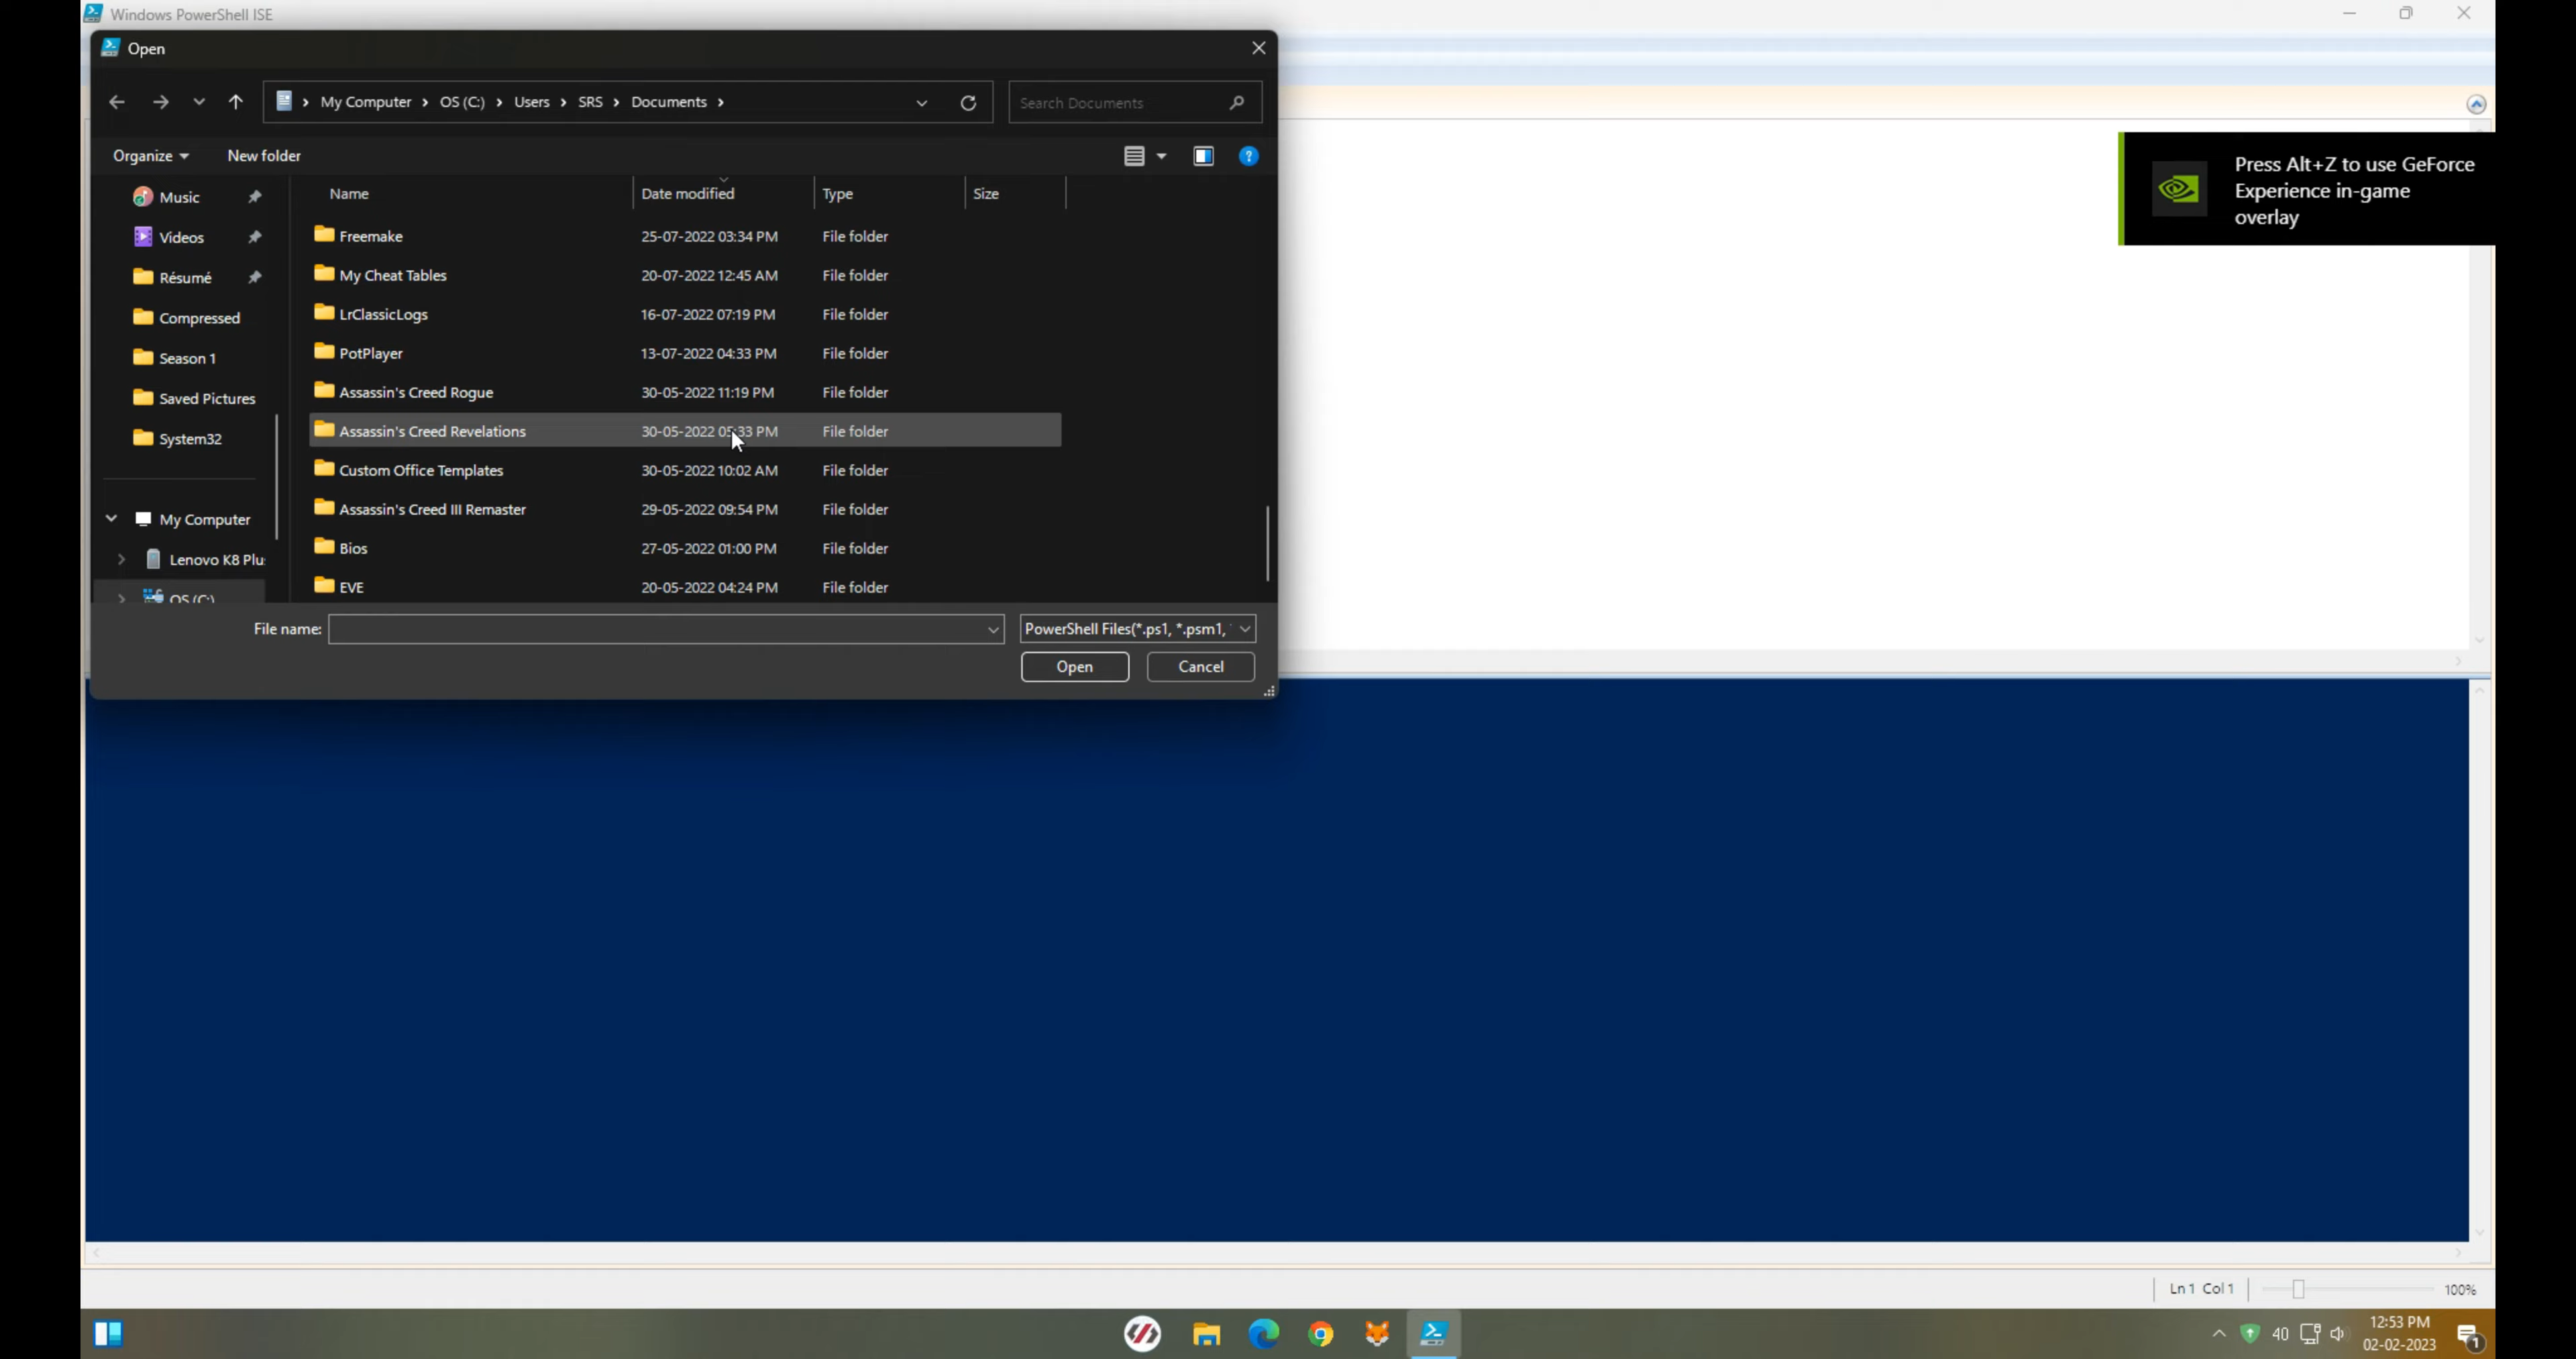 Windows PowerShell ISE
Open
My Computer > OS (C:) > Users > SRS > Documents >
Search Documents
Organize
New folder
Music
Videos
Résumé
Compressed
Season 1
Saved Pictures
System32
My Computer
Lenovo K8 Plu
OS (C:)
Name Date modified Type Size
Freemake 25-07-2022 03:34 PM File folder
My Cheat Tables 20-07-2022 12:45 AM File folder
LrClassicLogs 16-07-2022 07:19 PM File folder
PotPlayer 13-07-2022 04:33 PM File folder
Assassin's Creed Rogue 30-05-2022 11:19 PM File folder
Assassin's Creed Revelations 30-05-2022 05:33 PM File folder
Custom Office Templates 30-05-2022 10:02 AM File folder
Assassin's Creed III Remaster 29-05-2022 09:54 PM File folder
Bios 27-05-2022 01:00 PM File folder
EVE 20-05-2022 04:24 PM File folder
File name:
PowerShell Files(*.ps1, *.psm1,
Open
Cancel
Press Alt+Z to use GeForce
Experience in-game
overlay
Ln 1 Col 1
100%
40
12:53 PM
02-02-2023
1